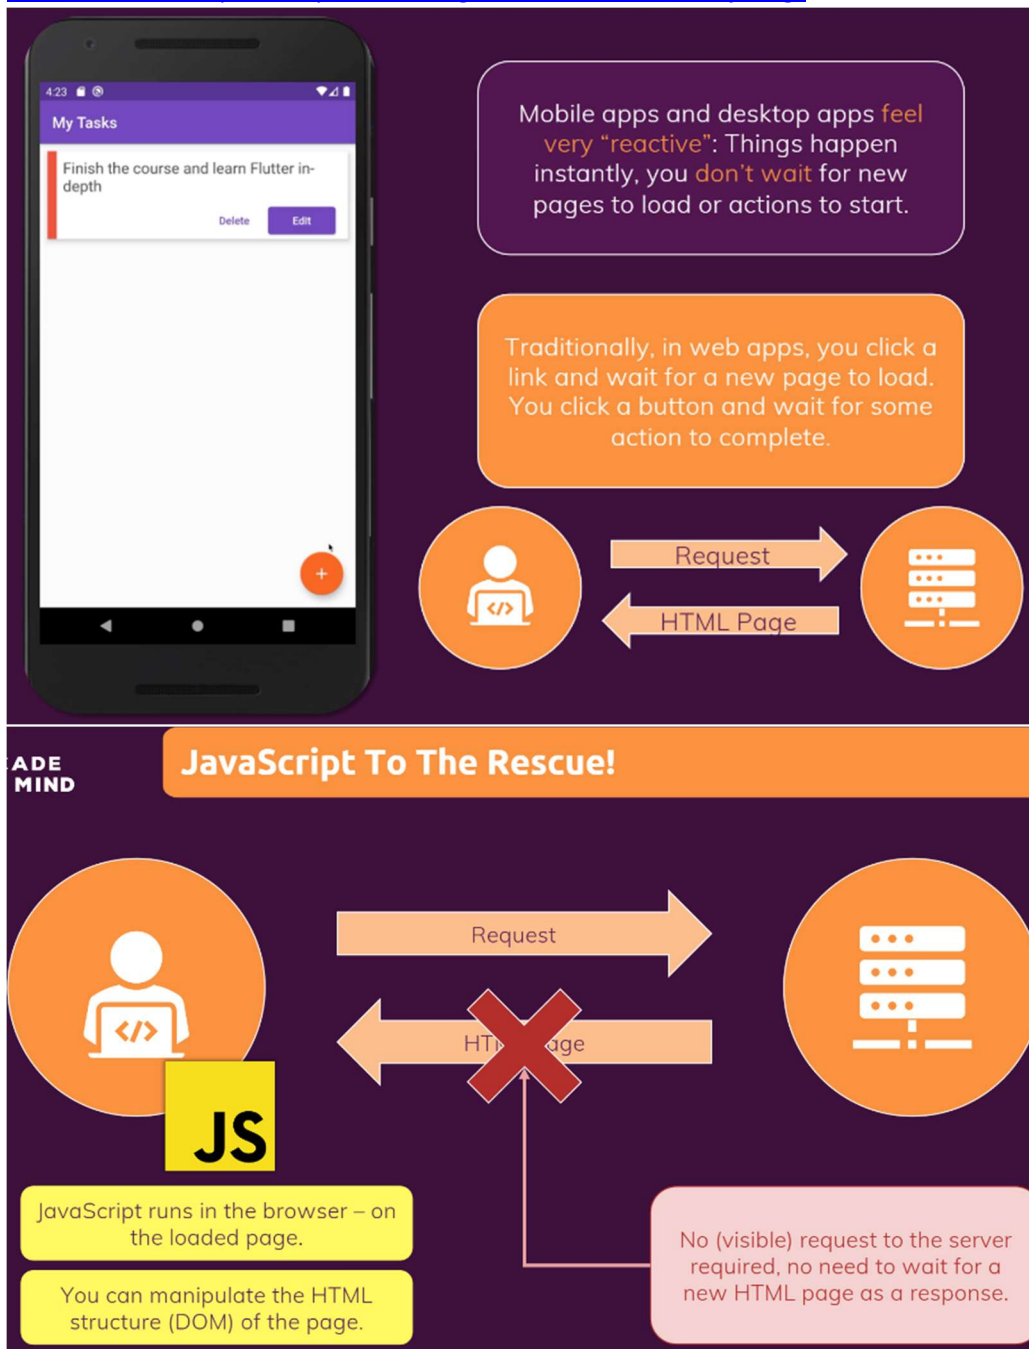 4:23
My Tasks
Finish the course and learn Flutter in-
depth
Delete
Edit
+
Mobile apps and desktop apps feel
very “reactive”: Things happen
instantly, you don’t wait for new
pages to load or actions to start.
Traditionally, in web apps, you click a
link and wait for a new page to load.
You click a button and wait for some
action to complete.
</>
Request
HTML Page
ADE
MIND
JavaScript To The Rescue!
</>
Request
JS
JavaScript runs in the browser – on
the loaded page.
You can manipulate the HTML
structure (DOM) of the page.
No (visible) request to the server
required, no need to wait for a
new HTML page as a response.